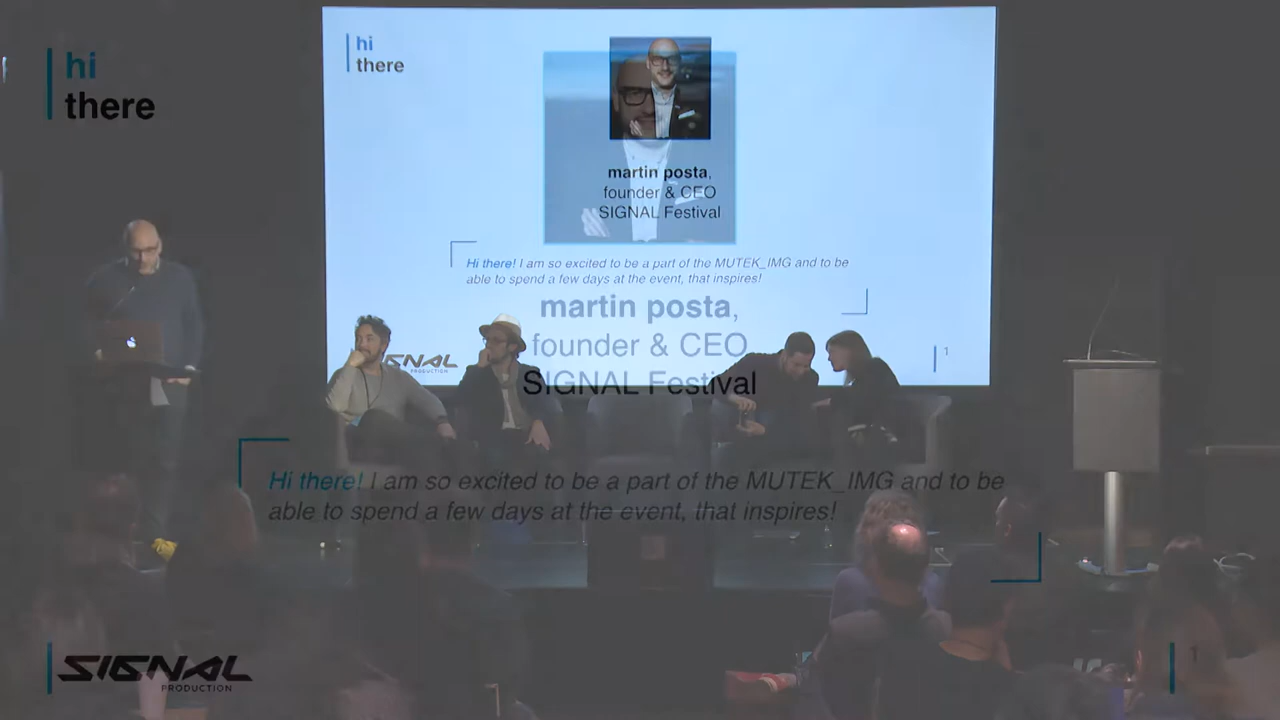 hi
there
hi
there
martin posta,
founder & CEO
SIGNAL Festival
Hi there! I am so excited to be a part of the MUTEK_IMG and to be
able to spend a few days at the event, that inspires!
martin posta,
founder & CEO
SIGNAL Festival
SIGNAL
PRODUCTION
1
Hi there! I am so excited to be a part of the MUTEK_IMG and to be
able to spend a few days at the event, that inspires!
SIGNAL
PRODUCTION
1